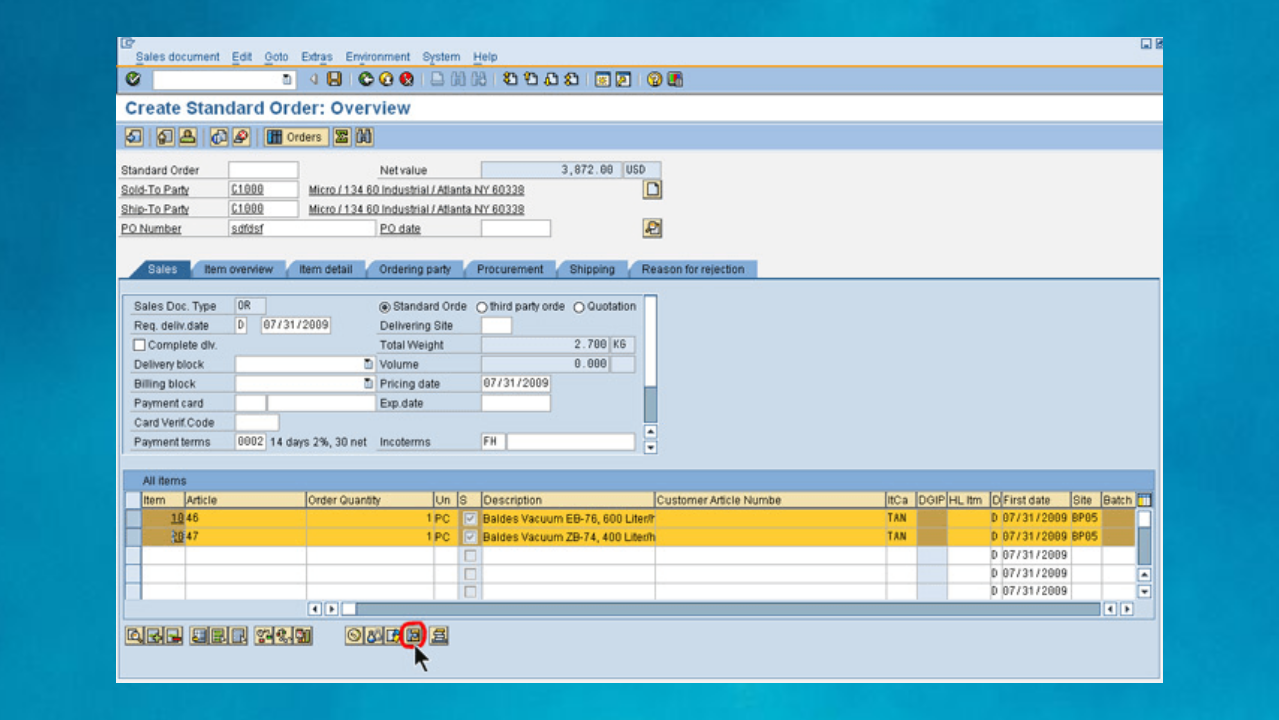 Sales document Edit Goto Extras Environment System Help
Create Standard Order: Overview
Orders
Standard Order Net value 3,872.00 USD
Sold-To Party C1000 Micro / 134 60 Industrial / Atlanta NY 60338
Ship-To Party C1000 Micro / 134 60 Industrial / Atlanta NY 60338
PO Number sdfdsf PO date
Sales Item overview Item detail Ordering party Procurement Shipping Reason for rejection
Sales Doc. Type OR Standard Orde third party orde Quotation
Req. deliv.date D 07/31/2009 Delivering Site
Complete dlv. Total Weight 2.700 KG
Delivery block Volume 0.000
Billing block Pricing date 07/31/2009
Payment card Exp.date
Card Verif.Code
Payment terms 0002 14 days 2%, 30 net Incoterms FH
All items
Item Article Order Quantity Un S Description Customer Article Numbe ItCa DGIP HL Itm D First date Site Batch
10 46 1 PC Baldes Vacuum EB-76, 600 Liter/h TAN D 07/31/2009 BP05
20 47 1 PC Baldes Vacuum ZB-74, 400 Liter/h TAN D 07/31/2009 BP05
D 07/31/2009
D 07/31/2009
D 07/31/2009